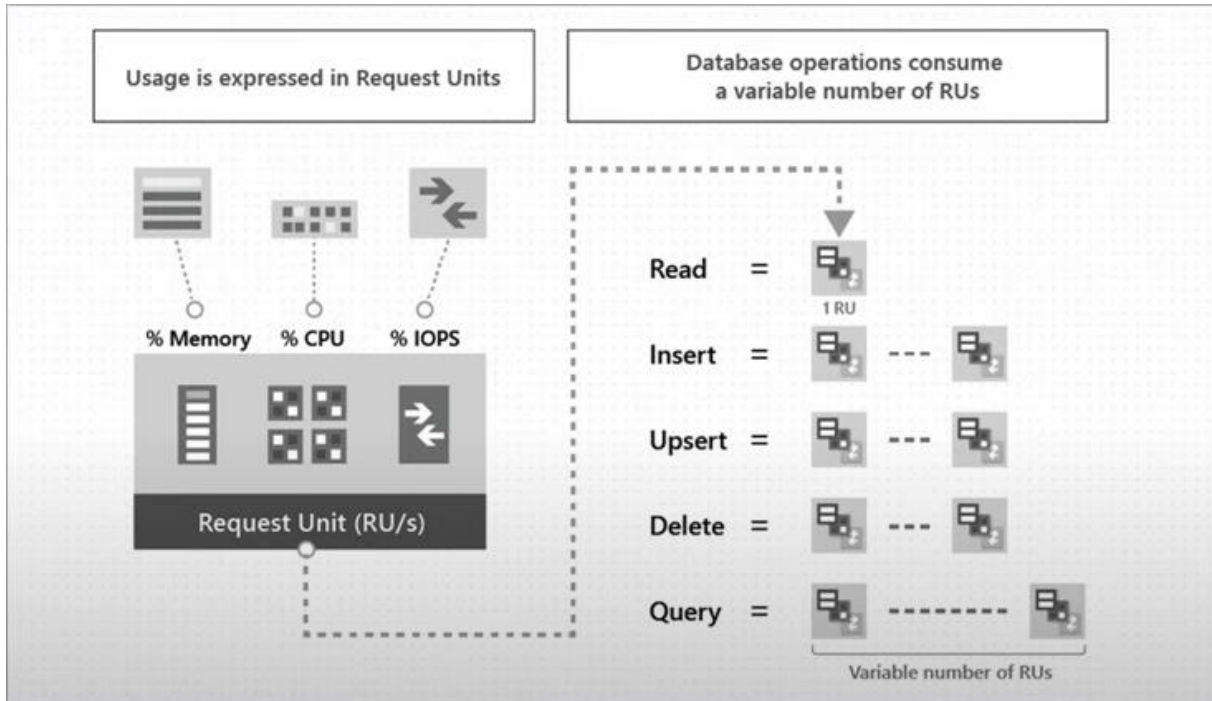 Usage is expressed in Request Units
Database operations consume
a variable number of RUs
% Memory
% CPU
% IOPS
Request Unit (RU/s)
Read =
1 RU
Insert =
Upsert =
Delete =
Query =
Variable number of RUs